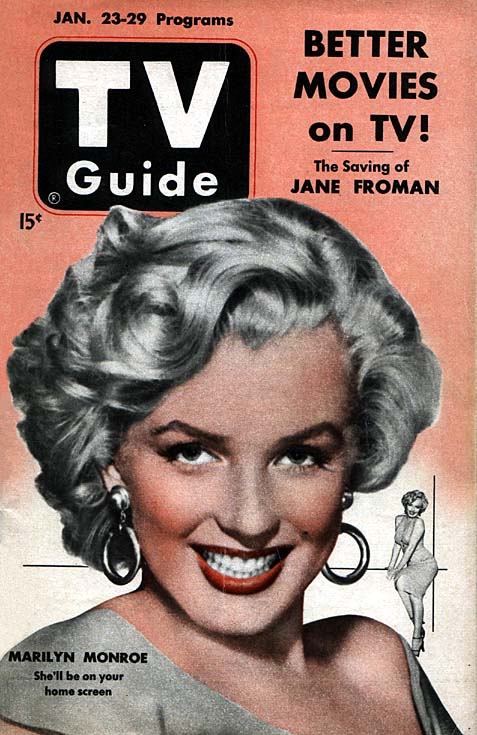 JAN. 23-29 Programs
TV
Guide
®
15¢
BETTER
MOVIES
on TV!
The Saving of
JANE FROMAN
MARILYN MONROE
She'll be on your
home screen